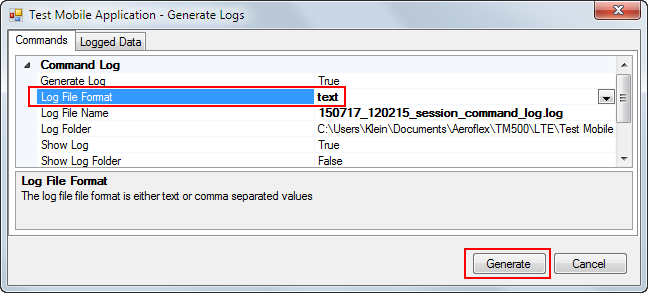 Test Mobile Application - Generate Logs
Commands Logged Data
Command Log
Generate Log True
Log File Format text
Log File Name 150717_120215_session_command_log.log
Log Folder C:\Users\Klein\Documents\Aeroflex\TM500\LTE\Test Mobile
Show Log True
Show Log Folder False
Log File Format
The log file file format is either text or comma separated values
Generate Cancel